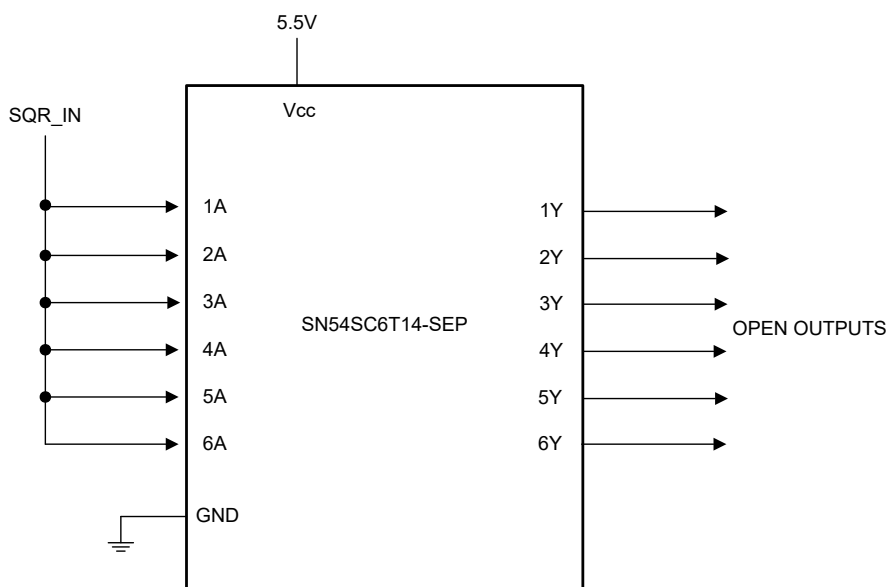 5.5V
Vcc
SQR_IN
1A
1Y
2A
2Y
3A
3Y
SN54SC6T14-SEP
OPEN OUTPUTS
4A
4Y
5A
5Y
6A
6Y
GND